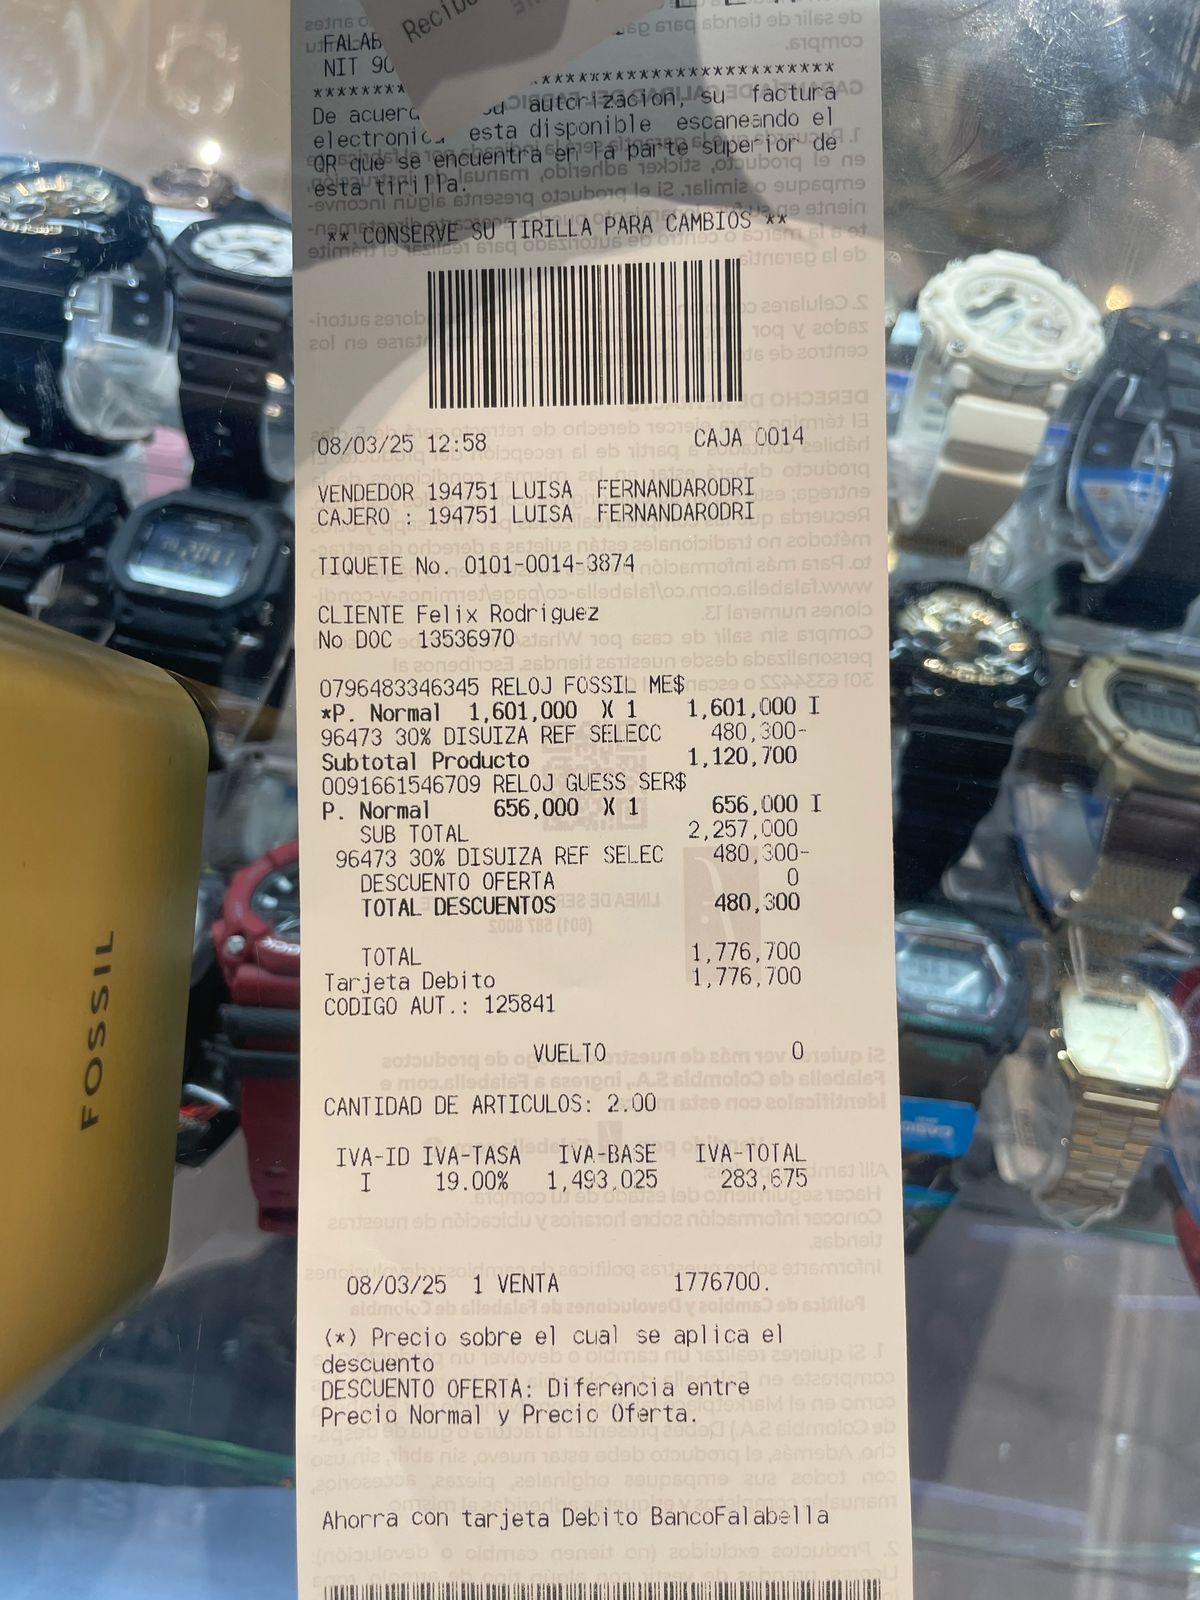 Recibo
FALAB
NIT 90
****************************************
De acuerd su autorizacion, su factura
electronica esta disponible escaneando el
QR que se encuentra en la parte superior de
esta tirilla.
** CONSERVE SU TIRILLA PARA CAMBIOS **
08/03/25 12:58 CAJA 0014
VENDEDOR 194751 LUISA FERNANDARODRI
CAJERO : 194751 LUISA FERNANDARODRI
TIQUETE No. 0101-0014-3874
CLIENTE Felix Rodriguez
No DOC 13536970
0796483346345 RELOJ FOSSIL ME$
*P. Normal 1,601,000 X 1 1,601,000 I
96473 30% DISUIZA REF SELECC 480,300-
Subtotal Producto 1,120,700
0091661546709 RELOJ GUESS SER$
P. Normal 656,000 X 1 656,000 I
SUB TOTAL 2,257,000
96473 30% DISUIZA REF SELEC 480,300-
DESCUENTO OFERTA 0
TOTAL DESCUENTOS 480,300
TOTAL 1,776,700
Tarjeta Debito 1,776,700
CODIGO AUT.: 125841
VUELTO 0
CANTIDAD DE ARTICULOS: 2.00
IVA-ID IVA-TASA IVA-BASE IVA-TOTAL
I 19.00% 1,493,025 283,675
08/03/25 1 VENTA 1776700.
(*) Precio sobre el cual se aplica el
descuento
DESCUENTO OFERTA: Diferencia entre
Precio Normal y Precio Oferta.
Ahorra con tarjeta Debito BancoFalabella
FOSSIL